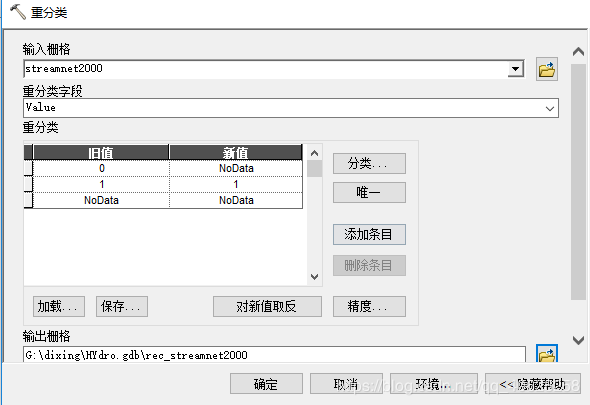 重分类
输入栅格
streamnet2000
重分类字段
Value
重分类
旧值 新值
0 NoData
1 1
NoData NoData
分类...
唯一
添加条目
删除条目
加载... 保存... 对新值取反 精度...
输出栅格
G:\dixing\HYdro.gdb\rec_streamnet2000
确定 取消 环境... << 隐藏帮助